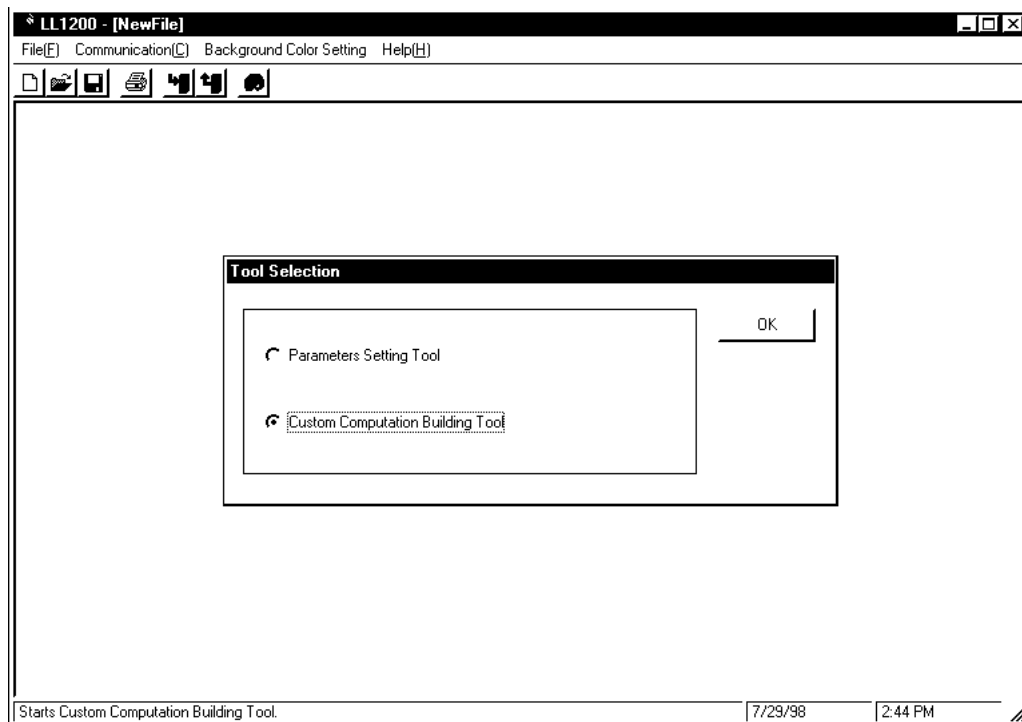 LL1200 - [NewFile]
File(F) Communication(C) Background Color Setting Help(H)
Tool Selection
OK
Parameters Setting Tool
Custom Computation Building Tool
Starts Custom Computation Building Tool. 7/29/98 2:44 PM